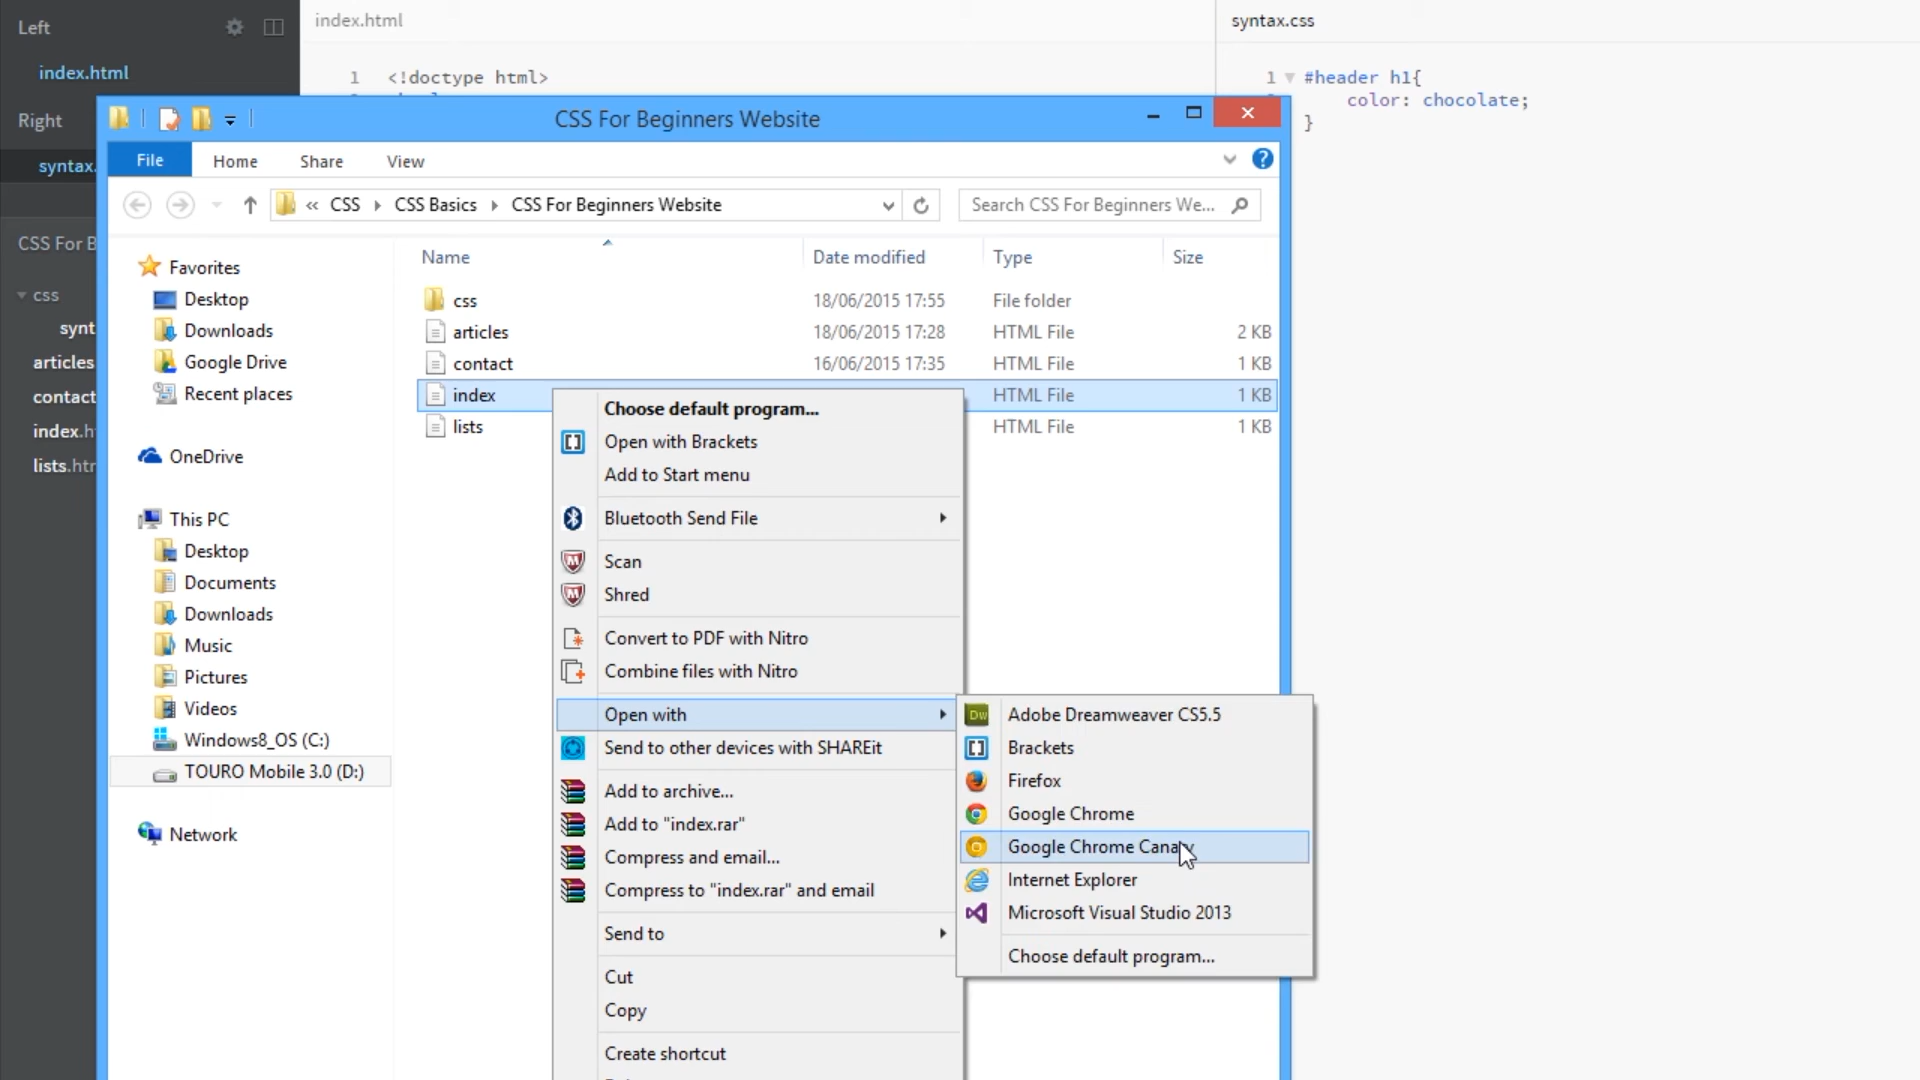 Left
index.html
syntax.css
index.html
1 <!doctype html>
1 #header h1{
color: chocolate;
}
Right
syntax.
CSS For B
css
synt
articles
contact
index.h
lists.htm
CSS For Beginners Website
File Home Share View
« CSS CSS Basics CSS For Beginners Website
Search CSS For Beginners We...
Favorites
Desktop
Downloads
Google Drive
Recent places
OneDrive
This PC
Desktop
Documents
Downloads
Music
Pictures
Videos
Windows8_OS (C:)
TOURO Mobile 3.0 (D:)
Network
Name Date modified Type Size
css 18/06/2015 17:55 File folder
articles 18/06/2015 17:28 HTML File 2 KB
contact 16/06/2015 17:35 HTML File 1 KB
index HTML File 1 KB
lists HTML File 1 KB
Choose default program...
Open with Brackets
Add to Start menu
Bluetooth Send File
Scan
Shred
Convert to PDF with Nitro
Combine files with Nitro
Open with
Send to other devices with SHAREit
Add to archive...
Add to "index.rar"
Compress and email...
Compress to "index.rar" and email
Send to
Cut
Copy
Create shortcut
Dw Adobe Dreamweaver CS5.5
Brackets
Firefox
Google Chrome
Google Chrome Canary
Internet Explorer
Microsoft Visual Studio 2013
Choose default program...